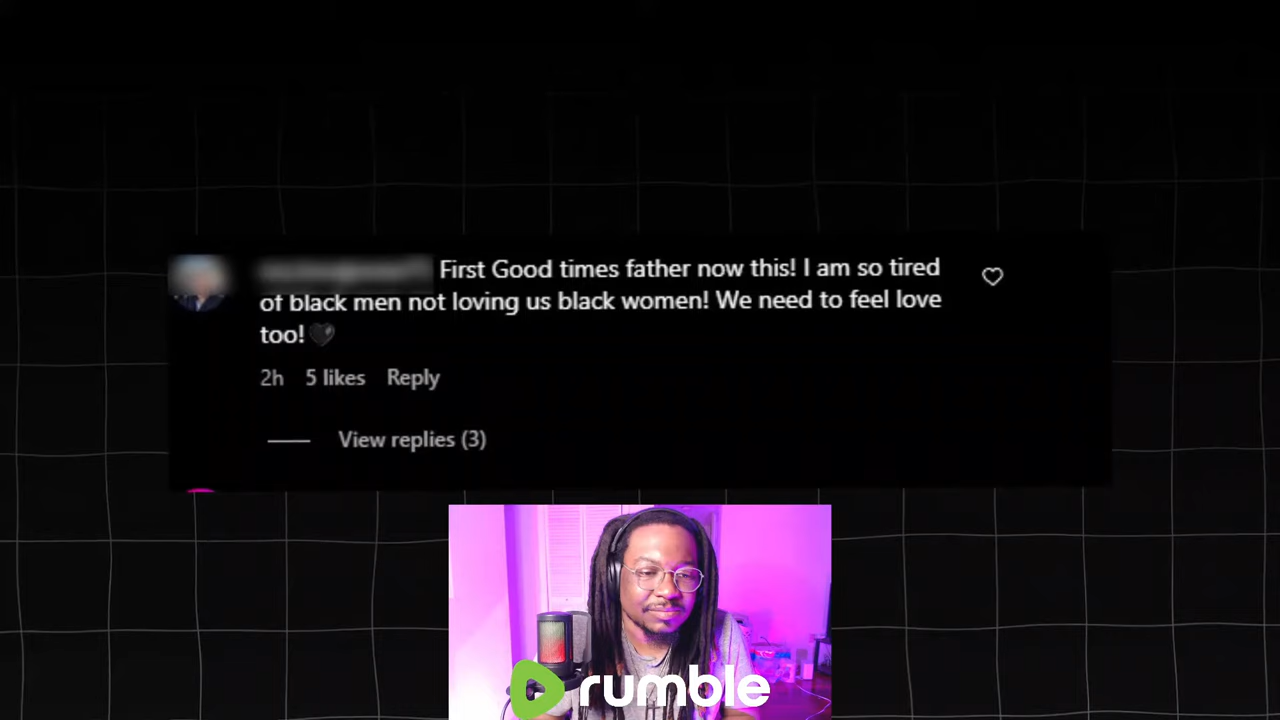 First Good times father now this! I am so tired
of black men not loving us black women! We need to feel love
too!🖤
2h 5 likes Reply
View replies (3)
rumble